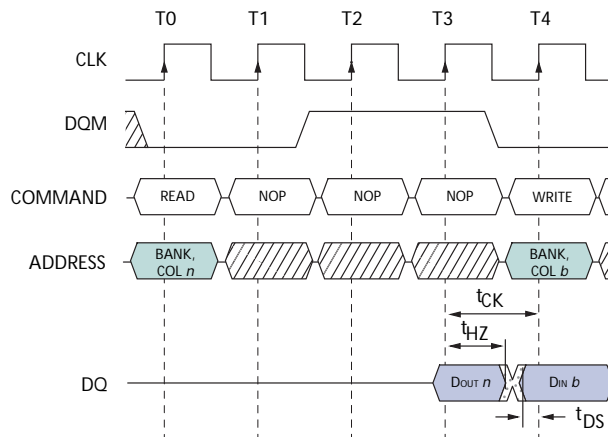 T0 T1 T2 T3 T4
CLK
DQM
COMMAND READ NOP NOP NOP WRITE
ADDRESS BANK, COL n BANK, COL b
tCK
tHZ
DQ DOUT n DIN b
tDS